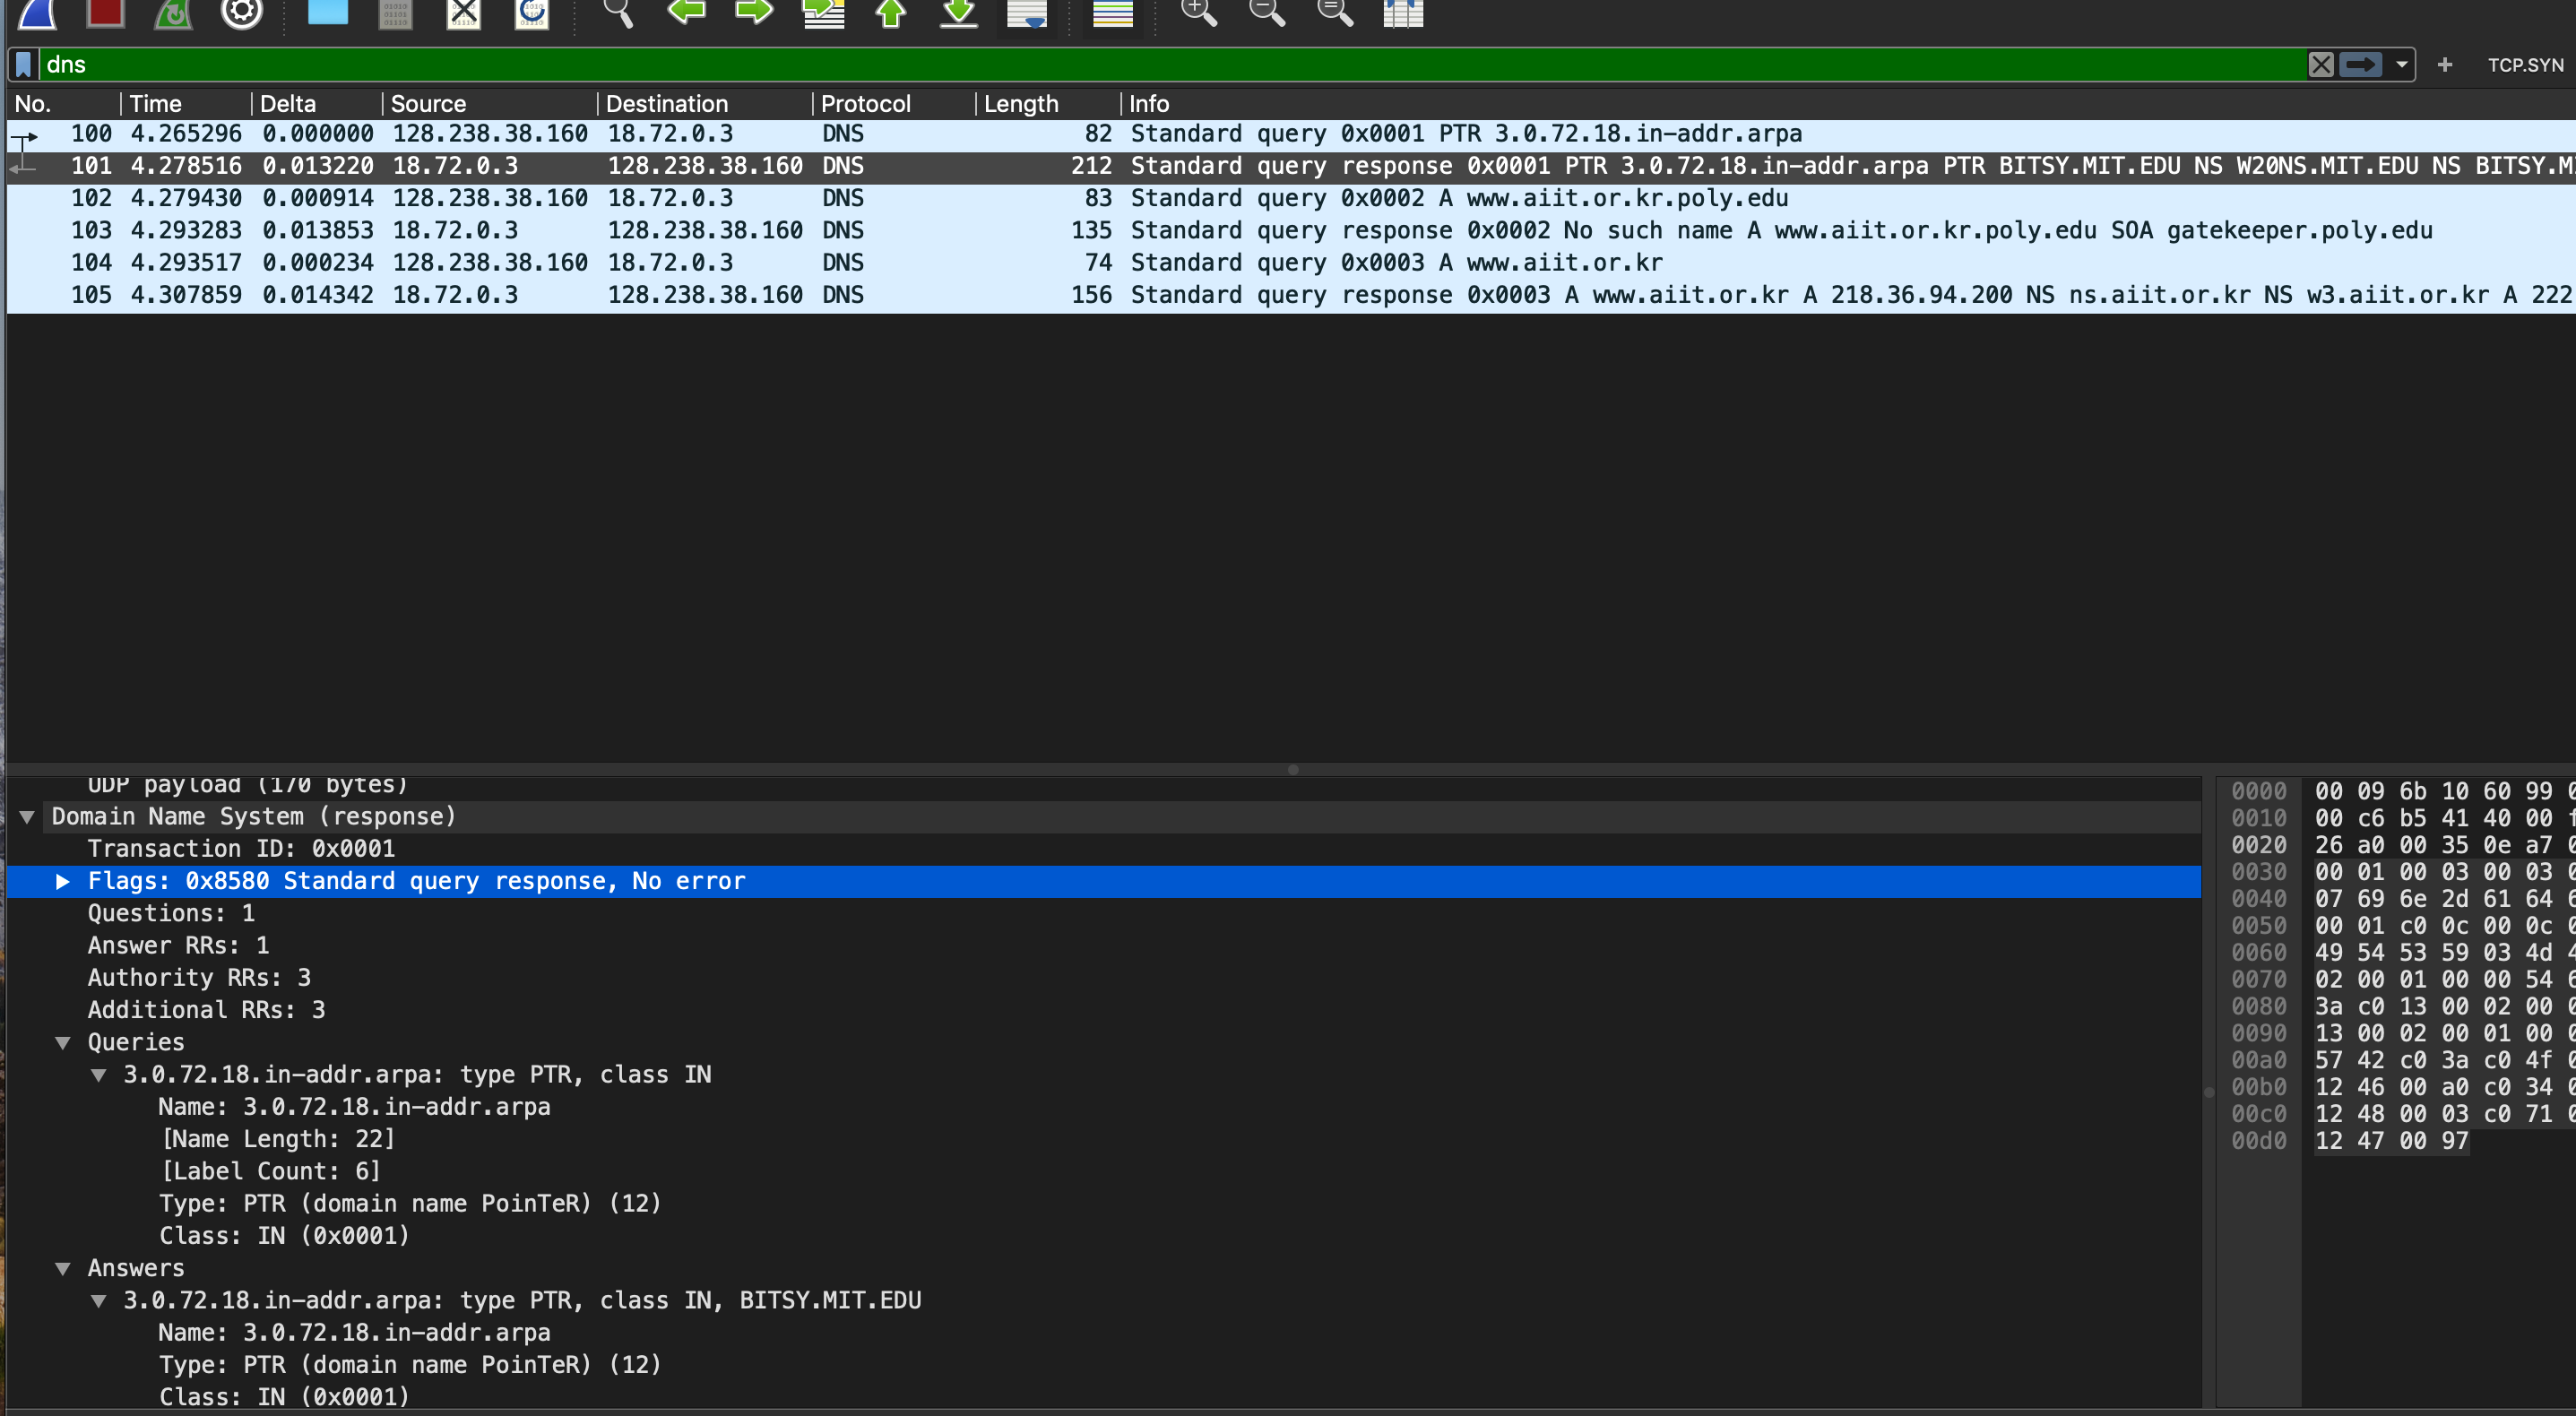 dns
TCP.SYN
No. Time Delta Source Destination Protocol Length Info
100 4.265296 0.000000 128.238.38.160 18.72.0.3 DNS 82 Standard query 0x0001 PTR 3.0.72.18.in-addr.arpa
101 4.278516 0.013220 18.72.0.3 128.238.38.160 DNS 212 Standard query response 0x0001 PTR 3.0.72.18.in-addr.arpa PTR BITSY.MIT.EDU NS W20NS.MIT.EDU NS BITSY.M
102 4.279430 0.000914 128.238.38.160 18.72.0.3 DNS 83 Standard query 0x0002 A www.aiit.or.kr.poly.edu
103 4.293283 0.013853 18.72.0.3 128.238.38.160 DNS 135 Standard query response 0x0002 No such name A www.aiit.or.kr.poly.edu SOA gatekeeper.poly.edu
104 4.293517 0.000234 128.238.38.160 18.72.0.3 DNS 74 Standard query 0x0003 A www.aiit.or.kr
105 4.307859 0.014342 18.72.0.3 128.238.38.160 DNS 156 Standard query response 0x0003 A www.aiit.or.kr A 218.36.94.200 NS ns.aiit.or.kr NS w3.aiit.or.kr A 222
UDP payload (170 bytes)
Domain Name System (response)
Transaction ID: 0x0001
Flags: 0x8580 Standard query response, No error
Questions: 1
Answer RRs: 1
Authority RRs: 3
Additional RRs: 3
Queries
3.0.72.18.in-addr.arpa: type PTR, class IN
Name: 3.0.72.18.in-addr.arpa
[Name Length: 22]
[Label Count: 6]
Type: PTR (domain name PoinTeR) (12)
Class: IN (0x0001)
Answers
3.0.72.18.in-addr.arpa: type PTR, class IN, BITSY.MIT.EDU
Name: 3.0.72.18.in-addr.arpa
Type: PTR (domain name PoinTeR) (12)
Class: IN (0x0001)
0000 00 09 6b 10 60 99
0010 00 c6 b5 41 40 00
0020 26 a0 00 35 0e a7
0030 00 01 00 03 00 03
0040 07 69 6e 2d 61 64
0050 00 01 c0 0c 00 0c
0060 49 54 53 59 03 4d
0070 02 00 01 00 00 54
0080 3a c0 13 00 02 00
0090 13 00 02 00 01 00
00a0 57 42 c0 3a c0 4f
00b0 12 46 00 a0 c0 34
00c0 12 48 00 03 c0 71
00d0 12 47 00 97